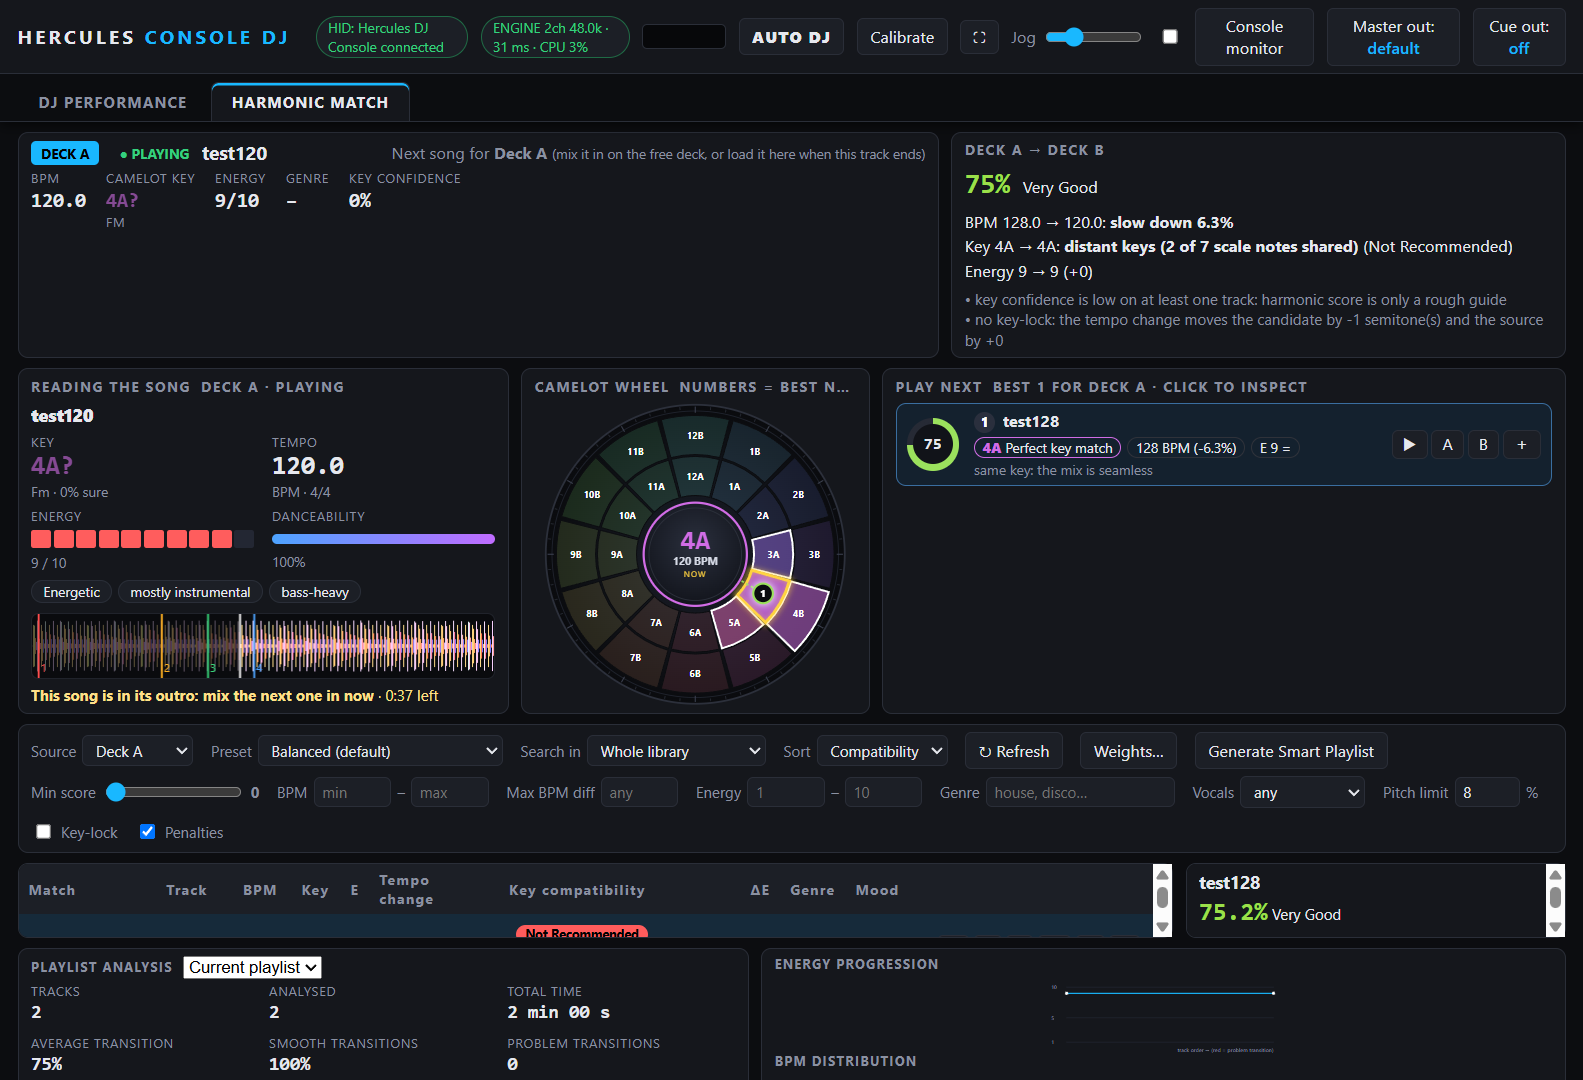 HERCULES CONSOLE DJ
HID: Hercules DJ
Console connected
ENGINE 2ch 48.0k ·
31 ms · CPU 3%
AUTO DJ
Calibrate
Jog
Console
monitor
Master out:
default
Cue out:
off
DJ PERFORMANCE
HARMONIC MATCH
DECK A
● PLAYING
test120
Next song for Deck A (mix it in on the free deck, or load it here when this track ends)
BPM
CAMELOT KEY
ENERGY
GENRE
KEY CONFIDENCE
120.0
4A?
9/10
–
0%
FM
DECK A → DECK B
75% Very Good
BPM 128.0 → 120.0: slow down 6.3%
Key 4A → 4A: distant keys (2 of 7 scale notes shared) (Not Recommended)
Energy 9 → 9 (+0)
• key confidence is low on at least one track: harmonic score is only a rough guide
• no key-lock: the tempo change moves the candidate by -1 semitone(s) and the source
by +0
READING THE SONG DECK A · PLAYING
test120
KEY
TEMPO
4A?
120.0
Fm · 0% sure
BPM · 4/4
ENERGY
DANCEABILITY
9 / 10
100%
Energetic
mostly instrumental
bass-heavy
1
2
3
This song is in its outro: mix the next one in now · 0:37 left
CAMELOT WHEEL NUMBERS = BEST N...
12B
11B
1B
12A
11A
1A
10B
2B
10A
2A
9B
9A
4A
120 BPM
NOW
3A
3B
8A
1
8B
4B
7A
5A
6A
7B
5B
6B
PLAY NEXT BEST 1 FOR DECK A · CLICK TO INSPECT
75
1 test128
4A Perfect key match
128 BPM (-6.3%)
E 9 =
same key: the mix is seamless
A
B
+
Source
Deck A
Preset
Balanced (default)
Search in
Whole library
Sort
Compatibility
↻ Refresh
Weights...
Generate Smart Playlist
Min score
0
BPM
min
–
max
Max BPM diff
any
Energy
1
–
10
Genre
house, disco...
Vocals
any
Pitch limit
8
%
Key-lock
Penalties
Match
Track
BPM
Key
E
Tempo
change
Key compatibility
ΔE
Genre
Mood
Not Recommended
test128
75.2% Very Good
PLAYLIST ANALYSIS
Current playlist
TRACKS
ANALYSED
TOTAL TIME
2
2
2 min 00 s
AVERAGE TRANSITION
SMOOTH TRANSITIONS
PROBLEM TRANSITIONS
75%
100%
0
ENERGY PROGRESSION
10
track order — (red = problem transition)
BPM DISTRIBUTION